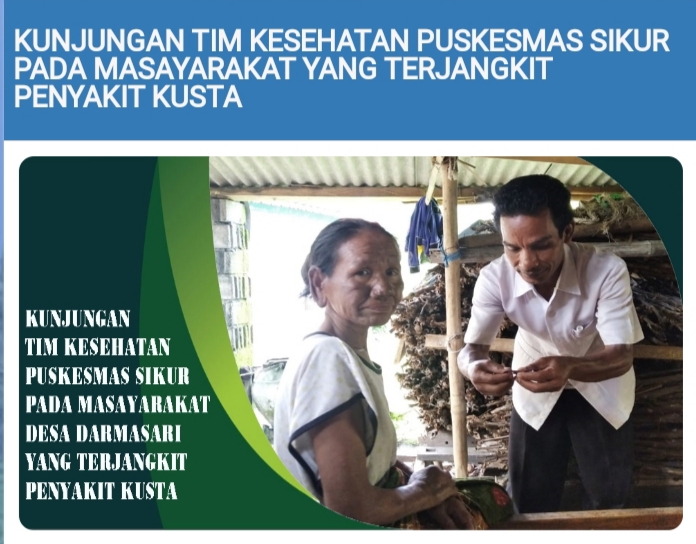 KUNJUNGAN TIM KESEHATAN PUSKESMAS SIKUR
PADA MASAYARAKAT YANG TERJANGKIT
PENYAKIT KUSTA
KUNJUNGAN
TIM KESEHATAN
PUSKESMAS SIKUR
PADA MASAYARAKAT
DESA DARMASARI
YANG TERJANGKIT
PENYAKIT KUSTA